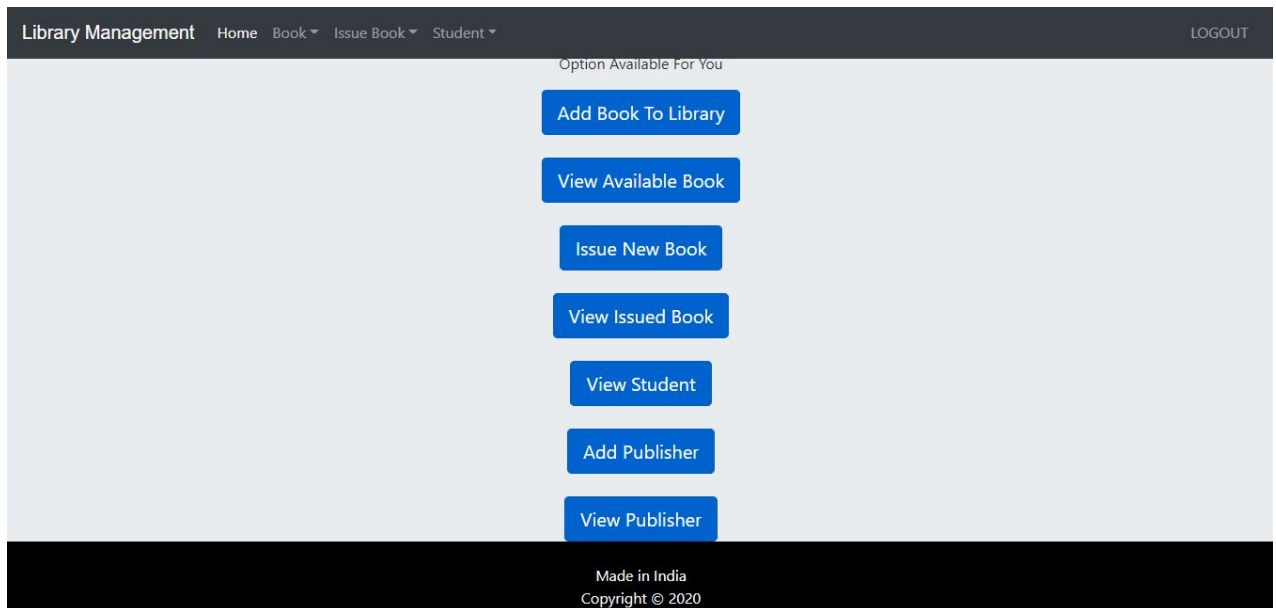 Library Management Home Book Issue Book Student LOGOUT
Option Available For You
Add Book To Library
View Available Book
Issue New Book
View Issued Book
View Student
Add Publisher
View Publisher
Made in India
Copyright © 2020